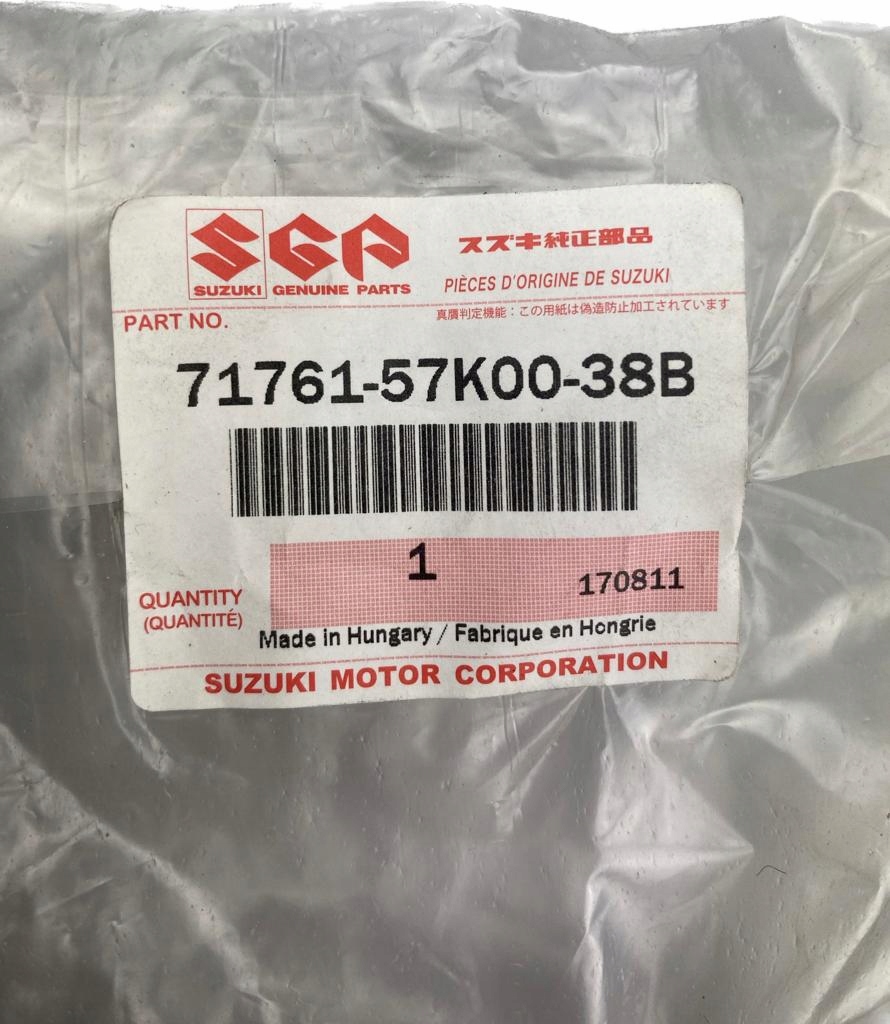 SGP
スズキ純正部品
SUZUKI GENUINE PARTS
PIÈCES D'ORIGINE DE SUZUKI
PART NO.
真贋判定機能：この用紙は偽造防止加工されています
71761-57K00-38B
1
170811
QUANTITY
(QUANTITÉ)
Made in Hungary / Fabrique en Hongrie
SUZUKI MOTOR CORPORATION